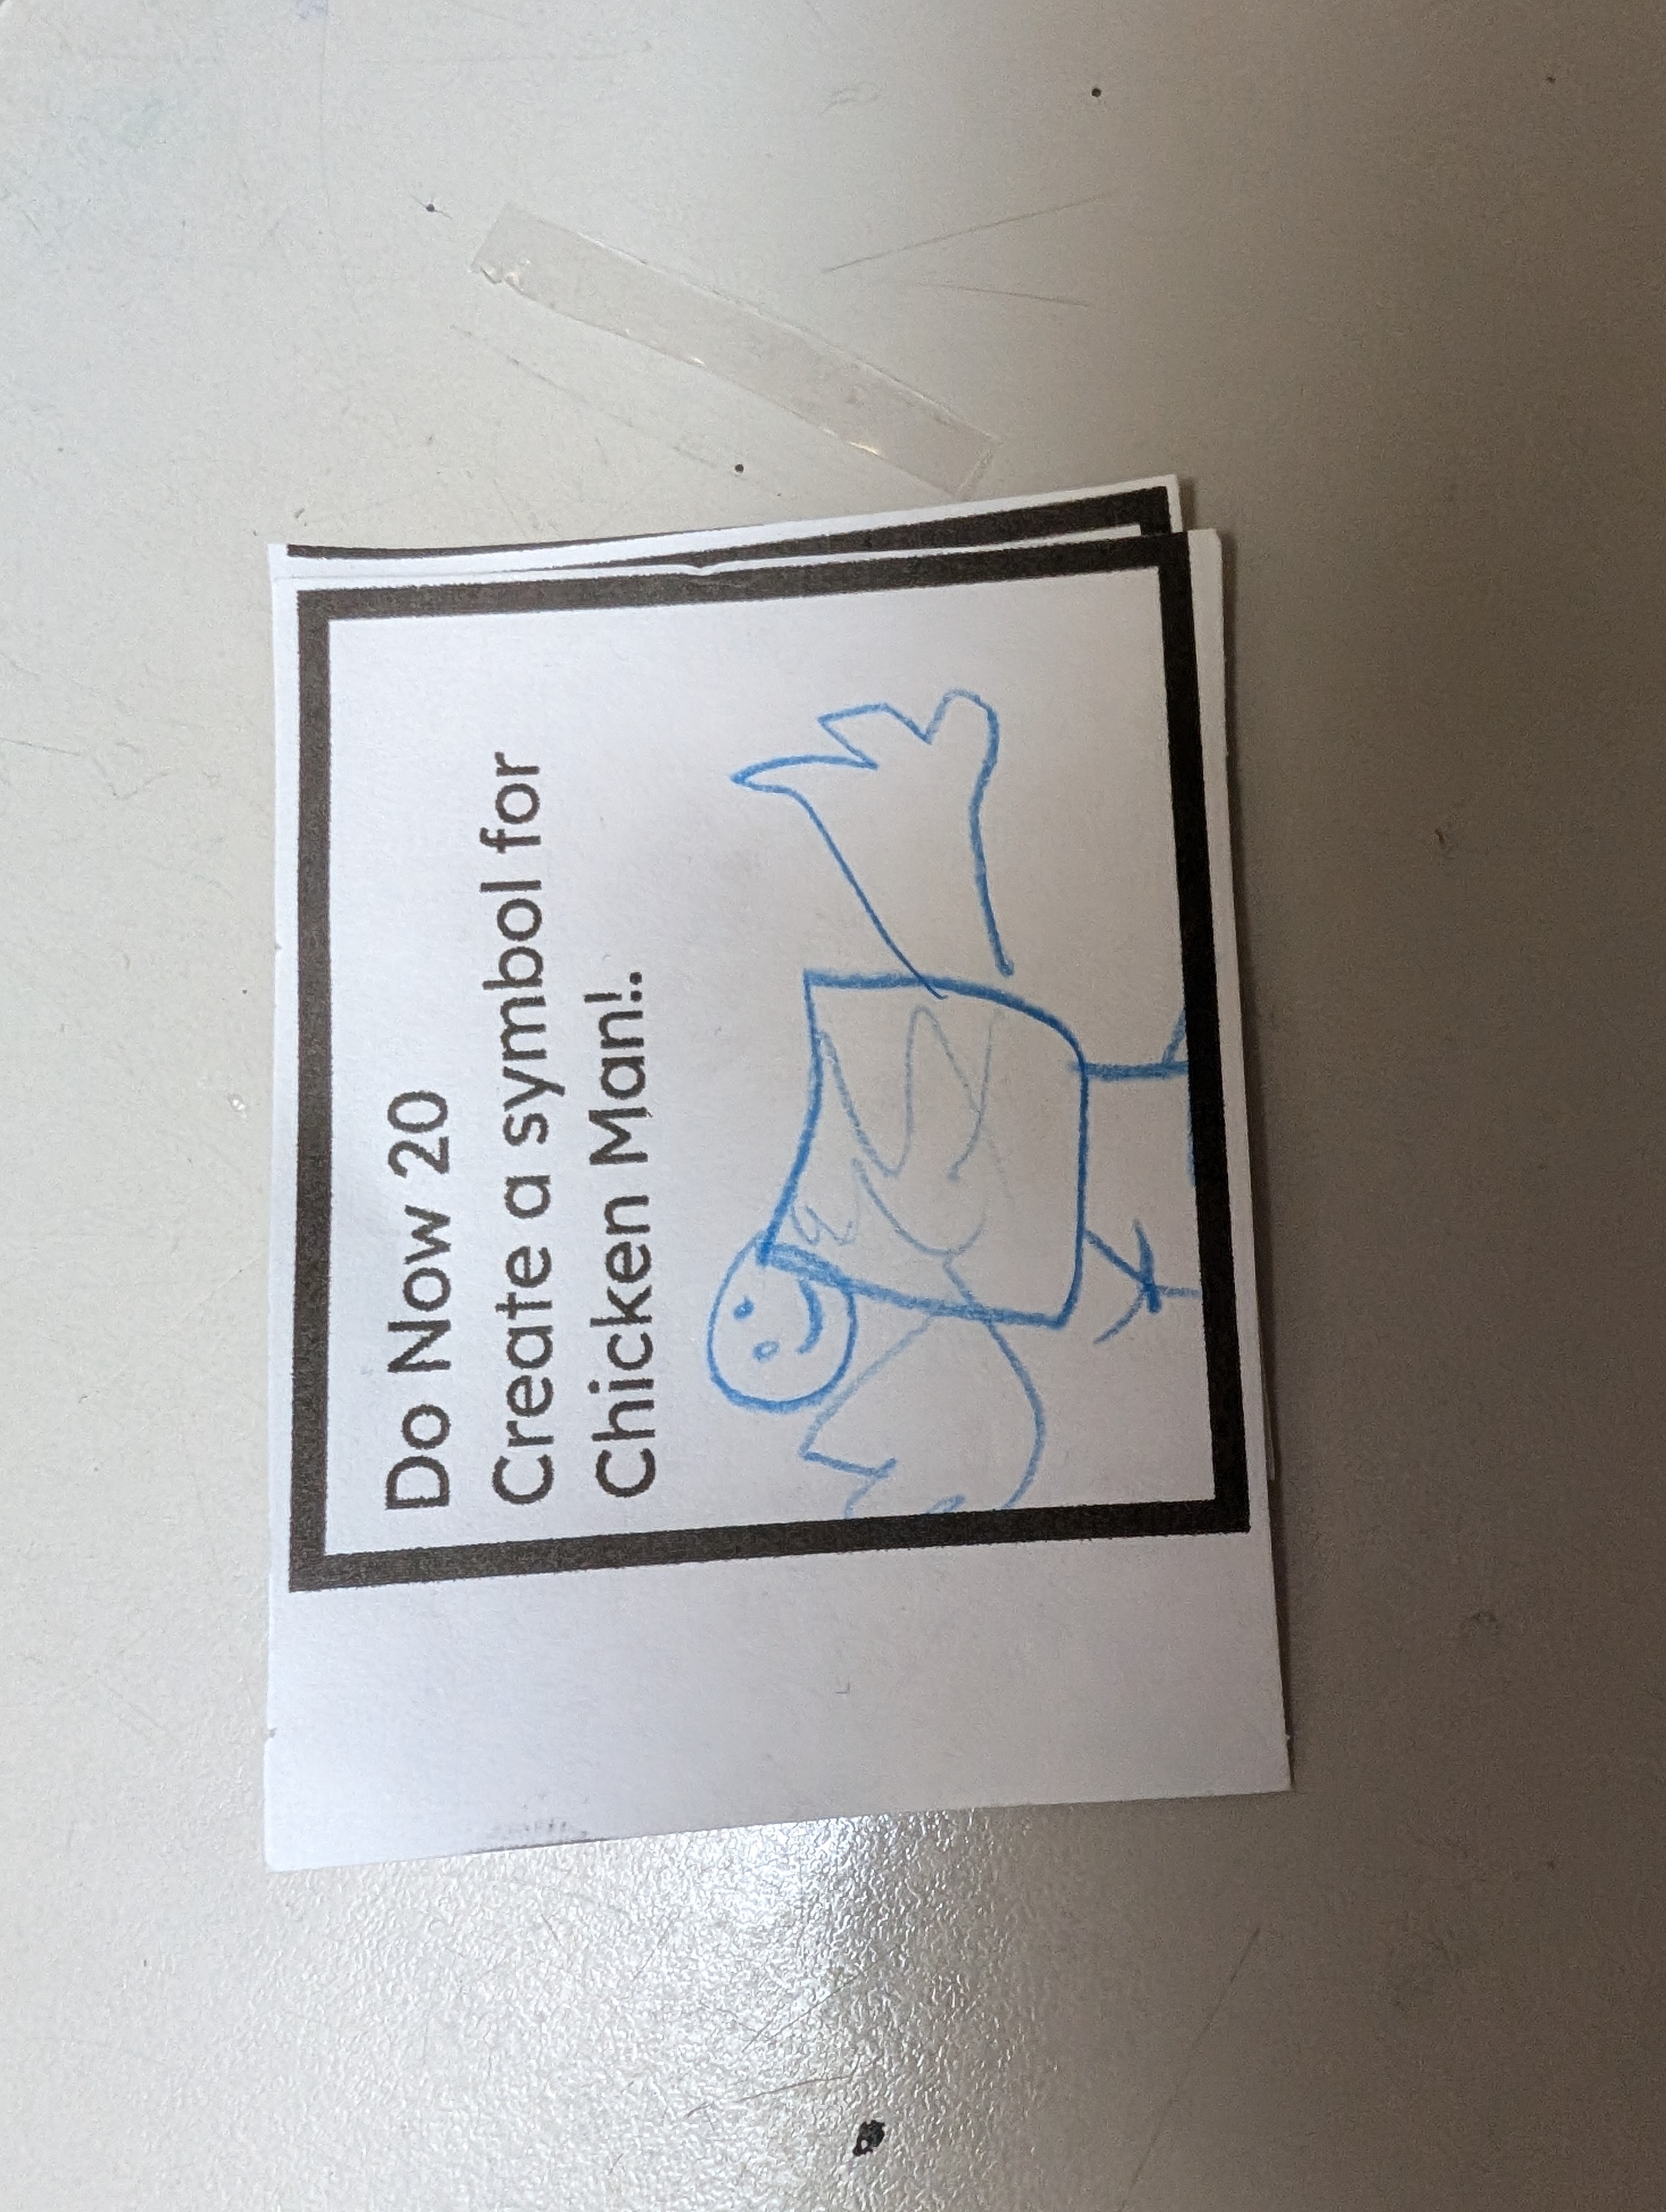 Do Now 20
Create a symbol for
Chicken Man!.